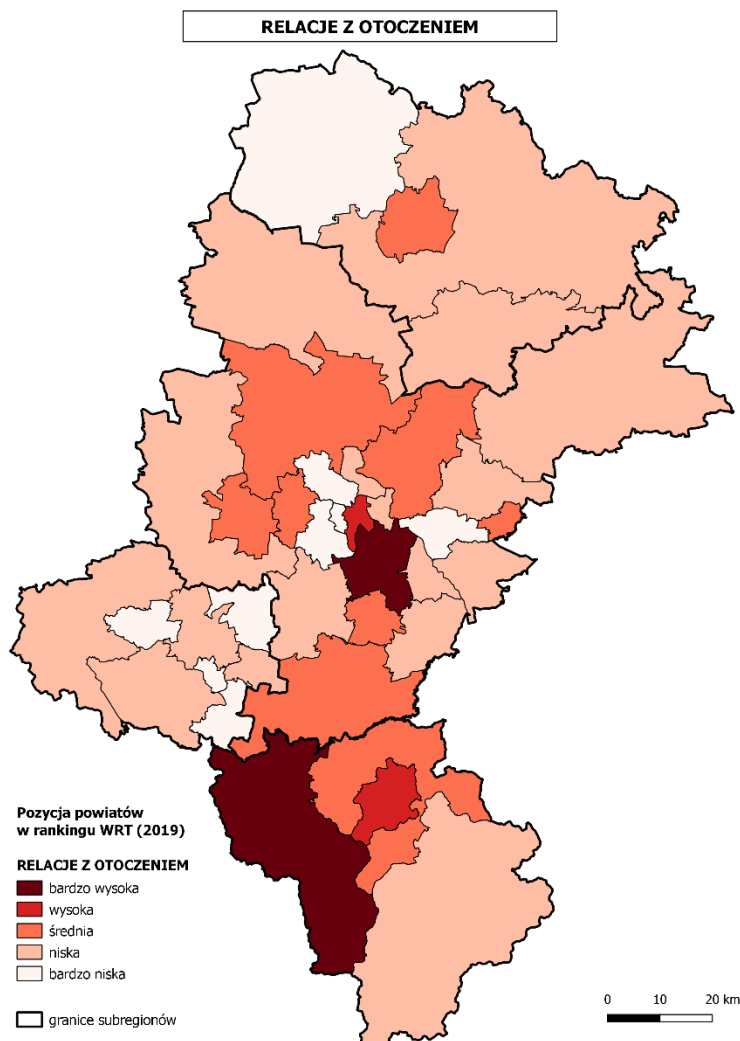 RELACJE Z OTOCZENIEM
Pozycja powiatów
w rankingu WRT (2019)
RELACJE Z OTOCZENIEM
bardzo wysoka
wysoka
średnia
niska
bardzo niska
granice subregionów
0 10 20 km